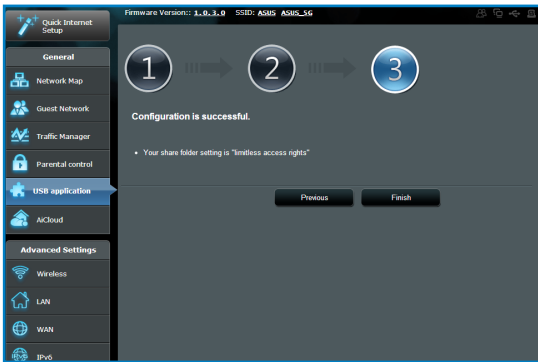 Quick Internet
Setup
Firmware Version:: 1.0.3.0 SSID: ASUS ASUS_5G
General
Network Map
Guest Network
Traffic Manager
Parental control
USB application
AiCloud
Advanced Settings
Wireless
LAN
WAN
IPv6
1
2
3
Configuration is successful.
• Your share folder setting is "limitless access rights"
Previous
Finish